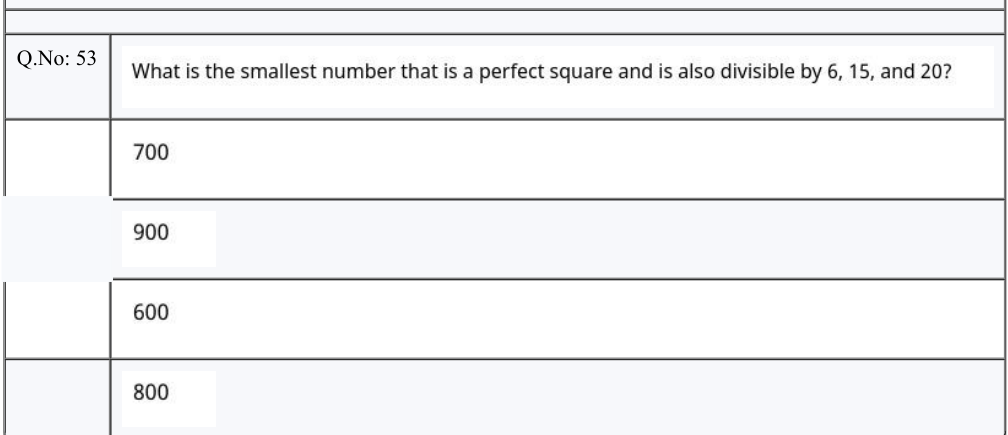 Q.No: 53
What is the smallest number that is a perfect square and is also divisible by 6, 15, and 20?
700
900
600
800